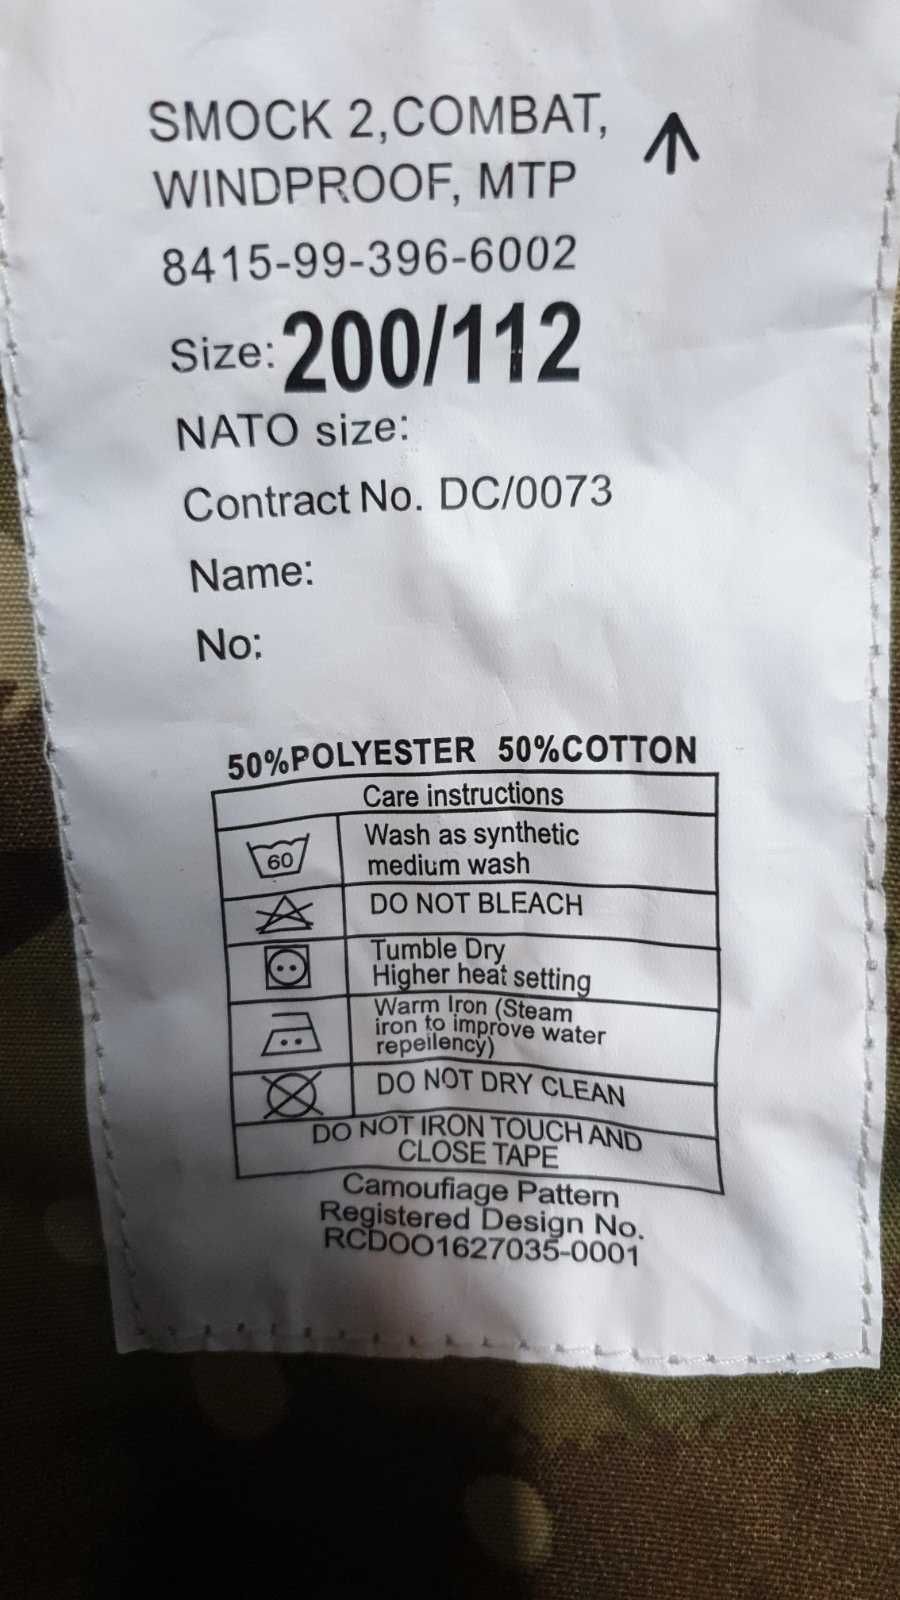 SMOCK 2,COMBAT,
WINDPROOF, MTP
8415-99-396-6002
Size: 200/112
NATO size:
Contract No. DC/0073
Name:
No:
50%POLYESTER 50%COTTON
Care instructions
60
Wash as synthetic
medium wash
DO NOT BLEACH
Tumble Dry
Higher heat setting
Warm Iron (Steam
iron to improve water
repeilency)
DO NOT DRY CLEAN
DO NOT IRON TOUCH AND
CLOSE TAPE
Camoufiage Pattern
Registered Design No.
RCDOO1627035-0001